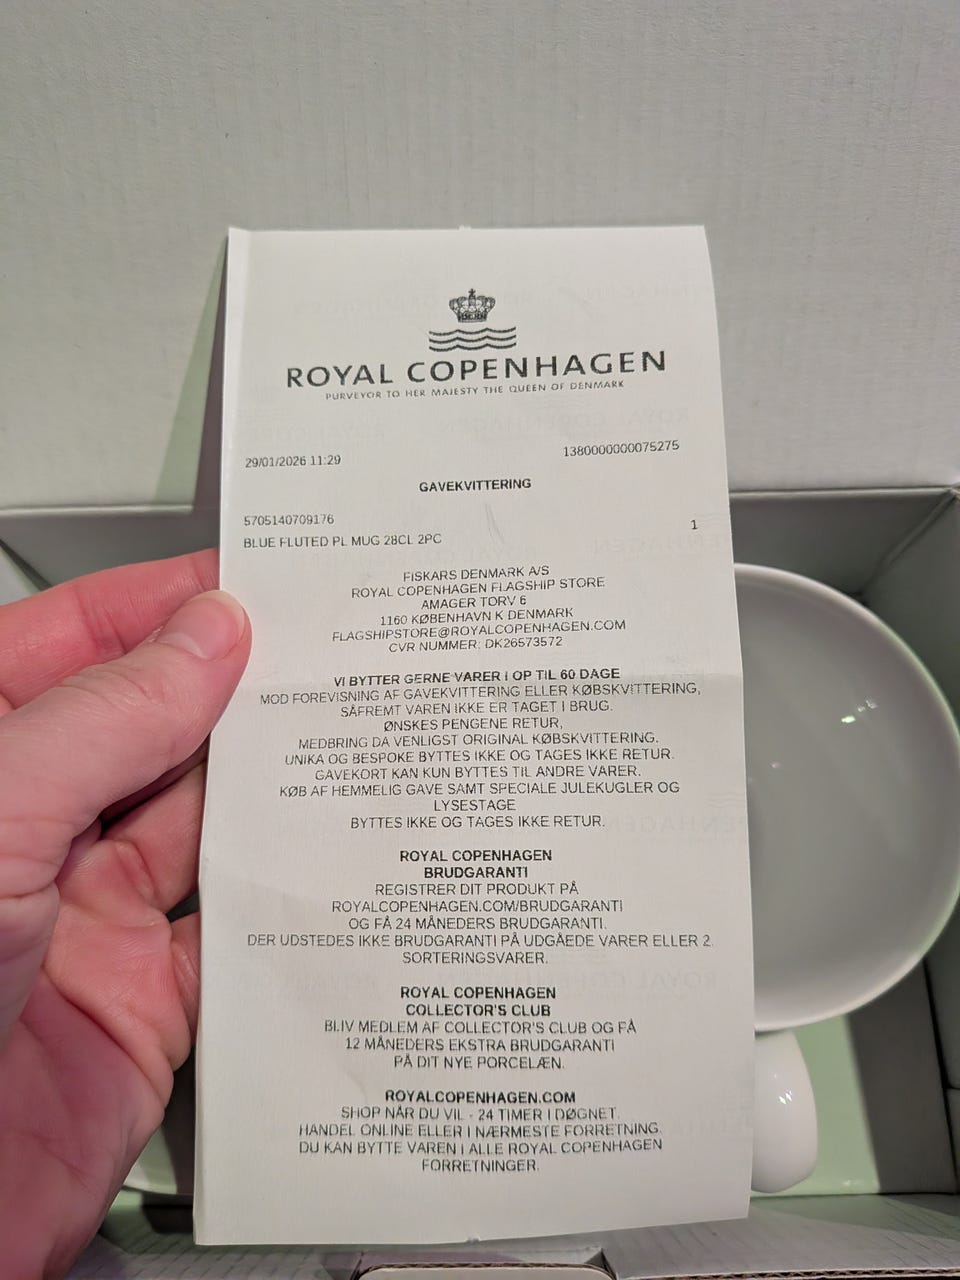 ROYAL COPENHAGEN
PURVEYOR TO HER MAJESTY THE QUEEN OF DENMARK
29/01/2026 11:29
1380000000075275
GAVEKVITTERING
5705140709176
1
BLUE FLUTED PL MUG 28CL 2PC
FISKARS DENMARK A/S
ROYAL COPENHAGEN FLAGSHIP STORE
AMAGER TORV 6
1160 KØBENHAVN K DENMARK
FLAGSHIPSTORE@ROYALCOPENHAGEN.COM
CVR NUMMER: DK26573572
VI BYTTER GERNE VARER I OP TIL 60 DAGE
MOD FOREVISNING AF GAVEKVITTERING ELLER KØBSKVITTERING,
SÅFREMT VAREN IKKE ER TAGET I BRUG.
ØNSKES PENGENE RETUR,
MEDBRING DA VENLIGST ORIGINAL KØBSKVITTERING.
UNIKA OG BESPOKE BYTTES IKKE OG TAGES IKKE RETUR.
GAVEKORT KAN KUN BYTTES TIL ANDRE VARER.
KØB AF HEMMELIG GAVE SAMT SPECIALE JULEKUGLER OG
LYSESTAGE
BYTTES IKKE OG TAGES IKKE RETUR.
ROYAL COPENHAGEN
BRUDGARANTI
REGISTRER DIT PRODUKT PÅ
ROYALCOPENHAGEN.COM/BRUDGARANTI
OG FÅ 24 MÅNEDERS BRUDGARANTI.
DER UDSTEDES IKKE BRUDGARANTI PÅ UDGÅEDE VARER ELLER 2.
SORTERINGSVARER.
ROYAL COPENHAGEN
COLLECTOR'S CLUB
BLIV MEDLEM AF COLLECTOR'S CLUB OG FÅ
12 MÅNEDERS EKSTRA BRUDGARANTI
PÅ DIT NYE PORCELÆN.
ROYALCOPENHAGEN.COM
SHOP NÅR DU VIL - 24 TIMER I DØGNET.
HANDEL ONLINE ELLER I NÆRMESTE FORRETNING.
DU KAN BYTTE VAREN I ALLE ROYAL COPENHAGEN
FORRETNINGER.